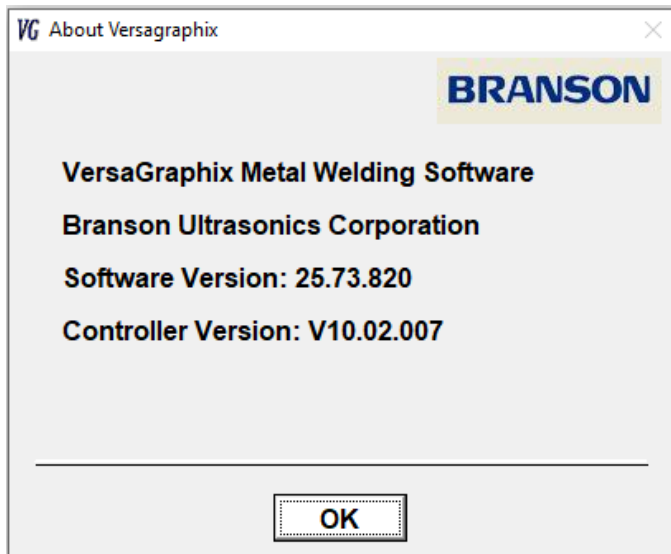 VG About Versagraphix
BRANSON
VersaGraphix Metal Welding Software
Branson Ultrasonics Corporation
Software Version: 25.73.820
Controller Version: V10.02.007
OK